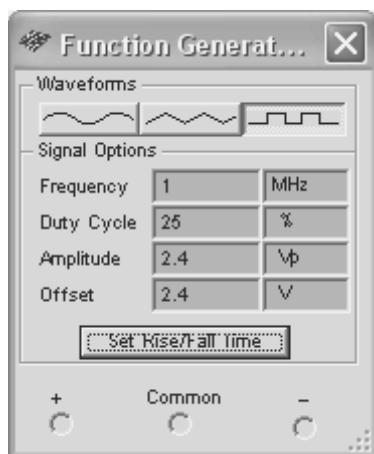 Function Generat...
Waveforms
Signal Options
Frequency 1 MHz
Duty Cycle 25 %
Amplitude 2.4 Vp
Offset 2.4 V
Set Rise/Fall Time
+ Common –